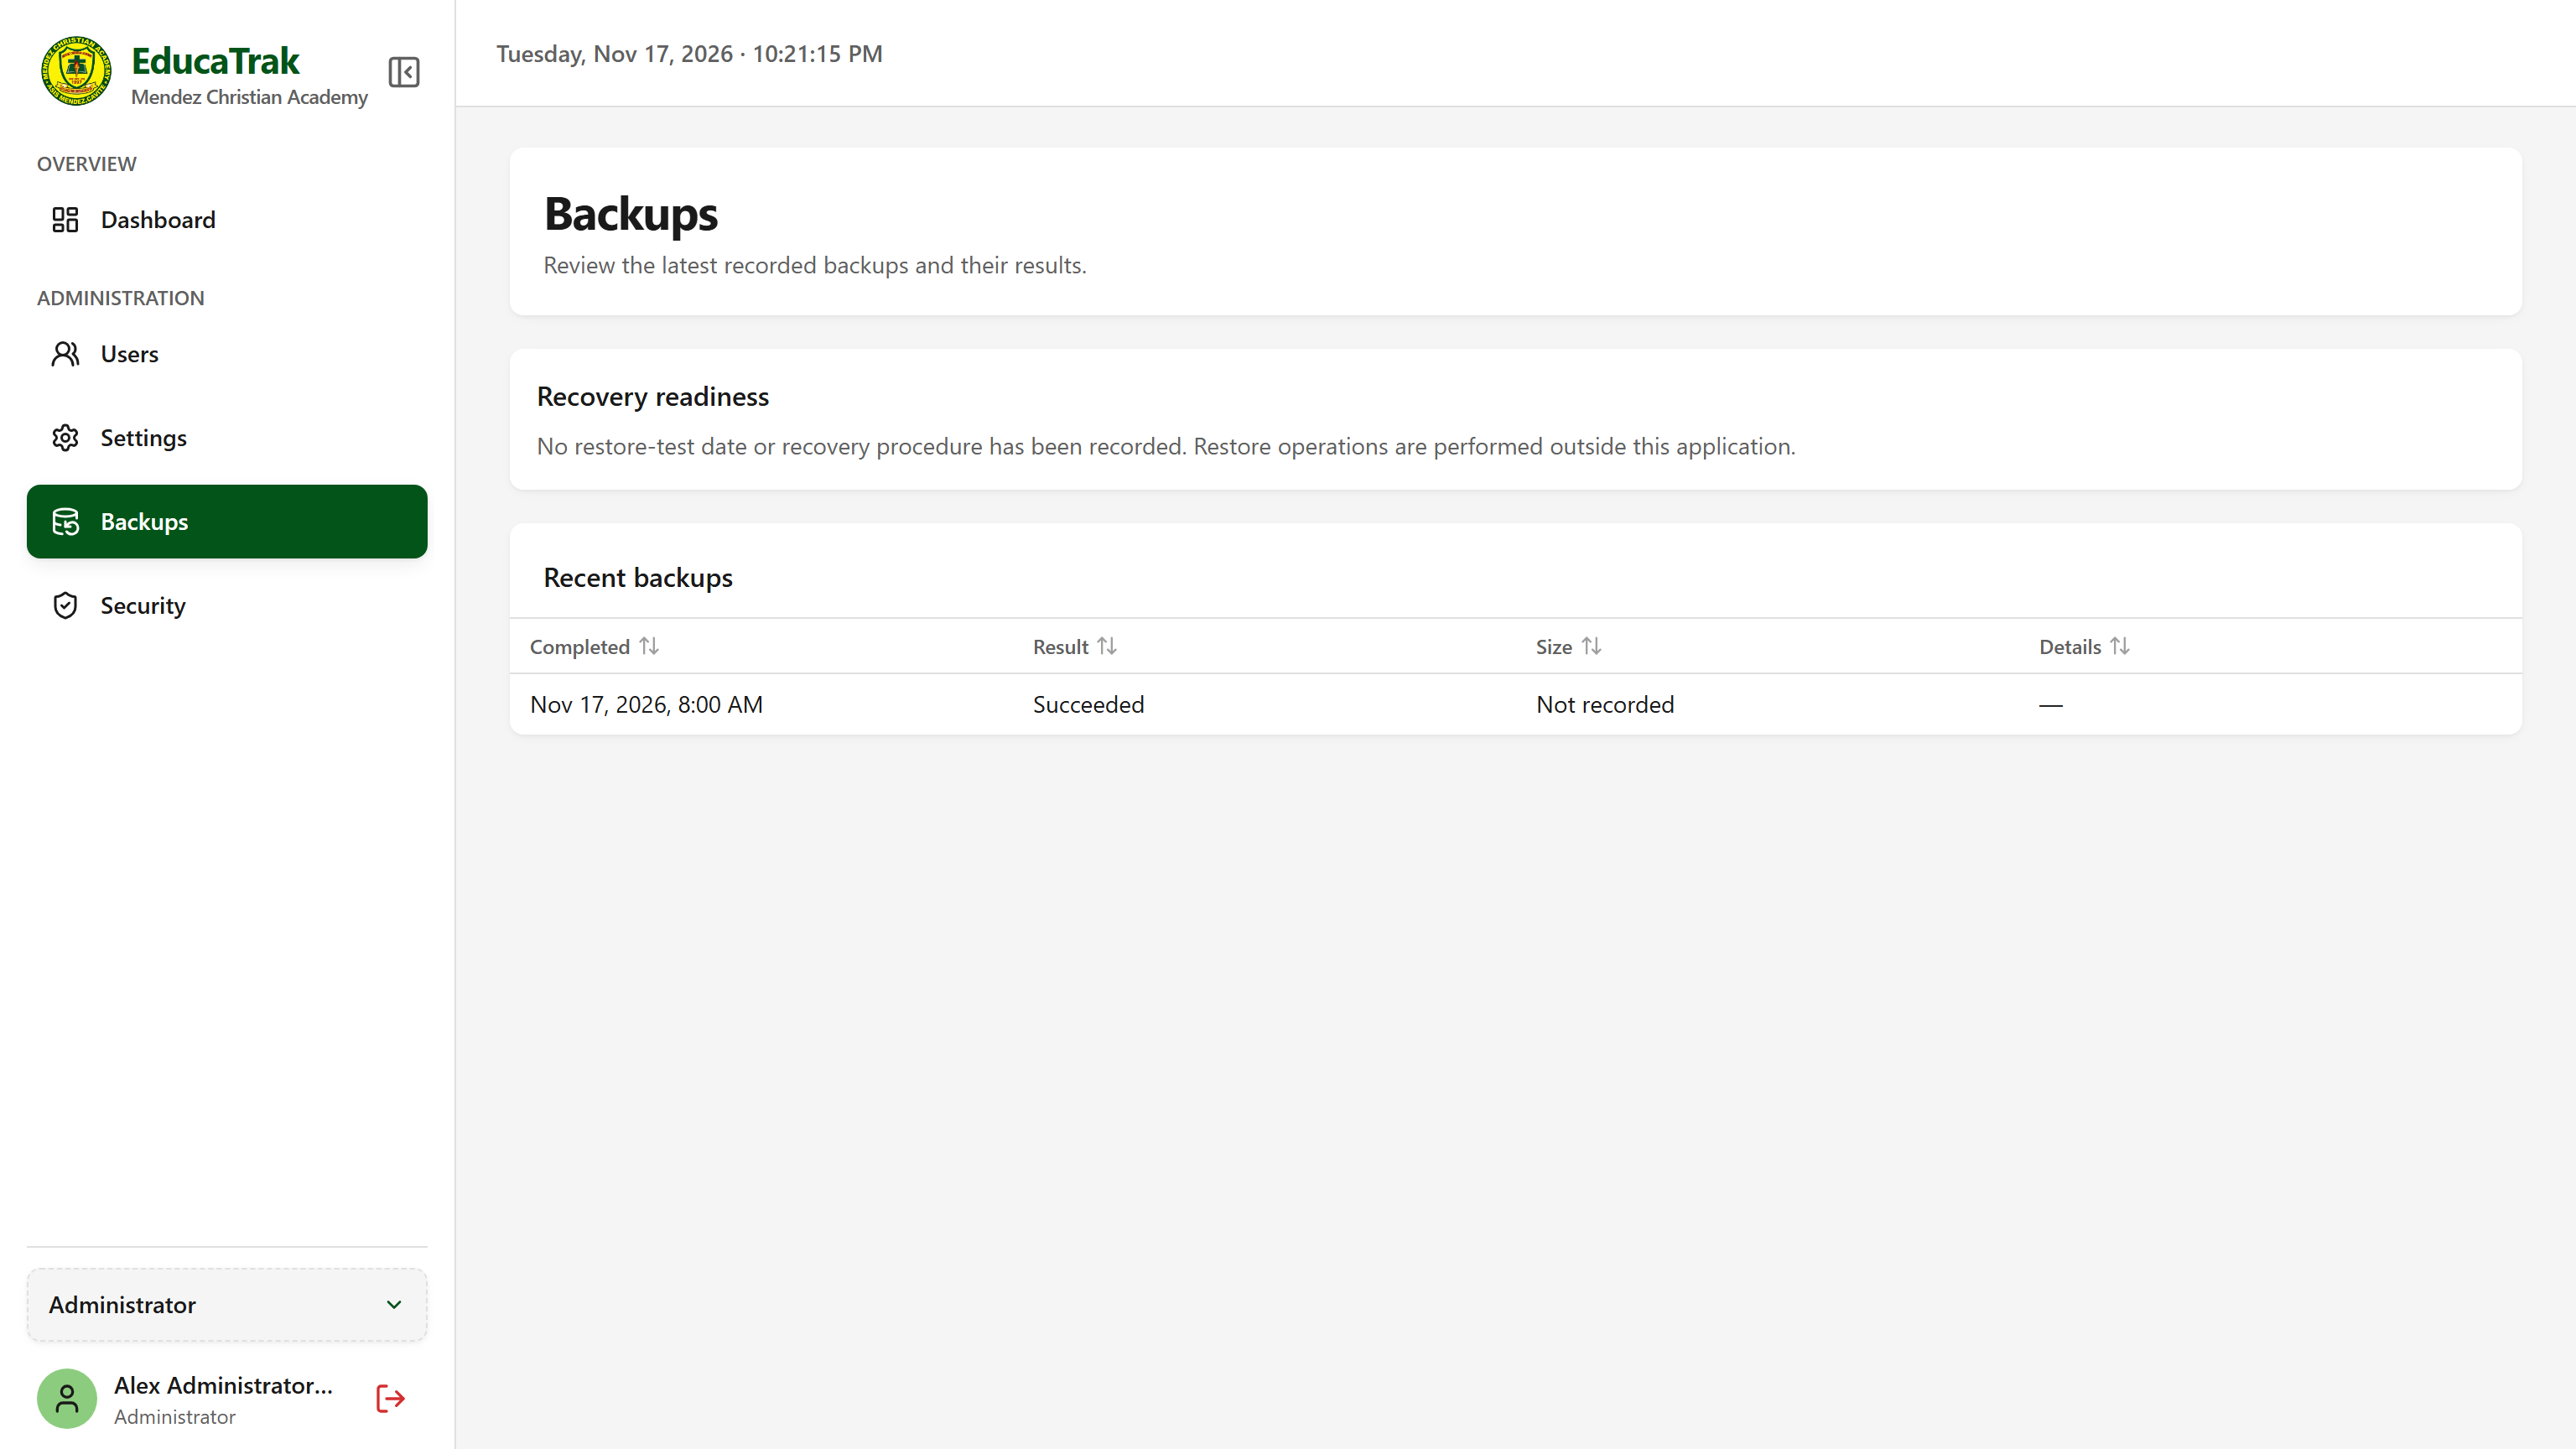 EducaTrak
Mendez Christian Academy
OVERVIEW
Dashboard
ADMINISTRATION
Users
Settings
Backups
Security
Administrator
Alex Administrator...
Administrator
Tuesday, Nov 17, 2026 · 10:21:15 PM
Backups
Review the latest recorded backups and their results.
Recovery readiness
No restore-test date or recovery procedure has been recorded. Restore operations are performed outside this application.
Recent backups
Completed Result Size Details
Nov 17, 2026, 8:00 AM Succeeded Not recorded —